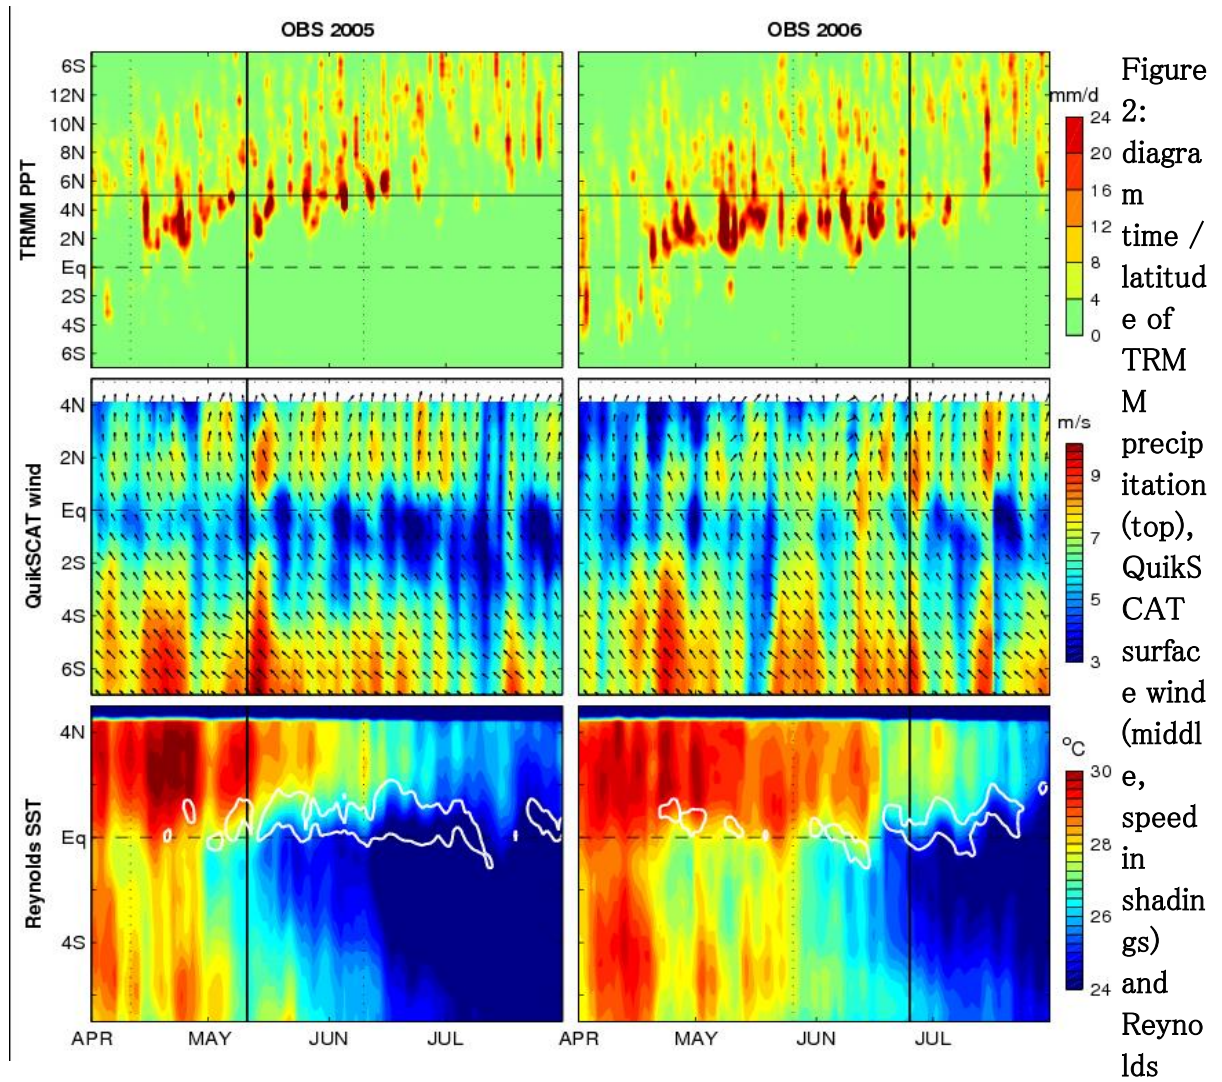 OBS 2005
OBS 2006
6S
12N
10N
8N
6N
4N
2N
Eq
2S
4S
6S
TRMM PPT
mm/d
24
20
16
12
8
4
0
4N
2N
Eq
2S
4S
6S
QuikSCAT wind
m/s
9
7
5
3
4N
Eq
4S
Reynolds SST
°C
30
28
26
24
APR
MAY
JUN
JUL
APR
MAY
JUN
JUL
Figure
2:
diagra
m
time /
latitud
e of
TRM
M
precip
itation
(top),
QuikS
CAT
surfac
e wind
(middl
e,
speed
in
shadin
gs)
and
Reyno
lds